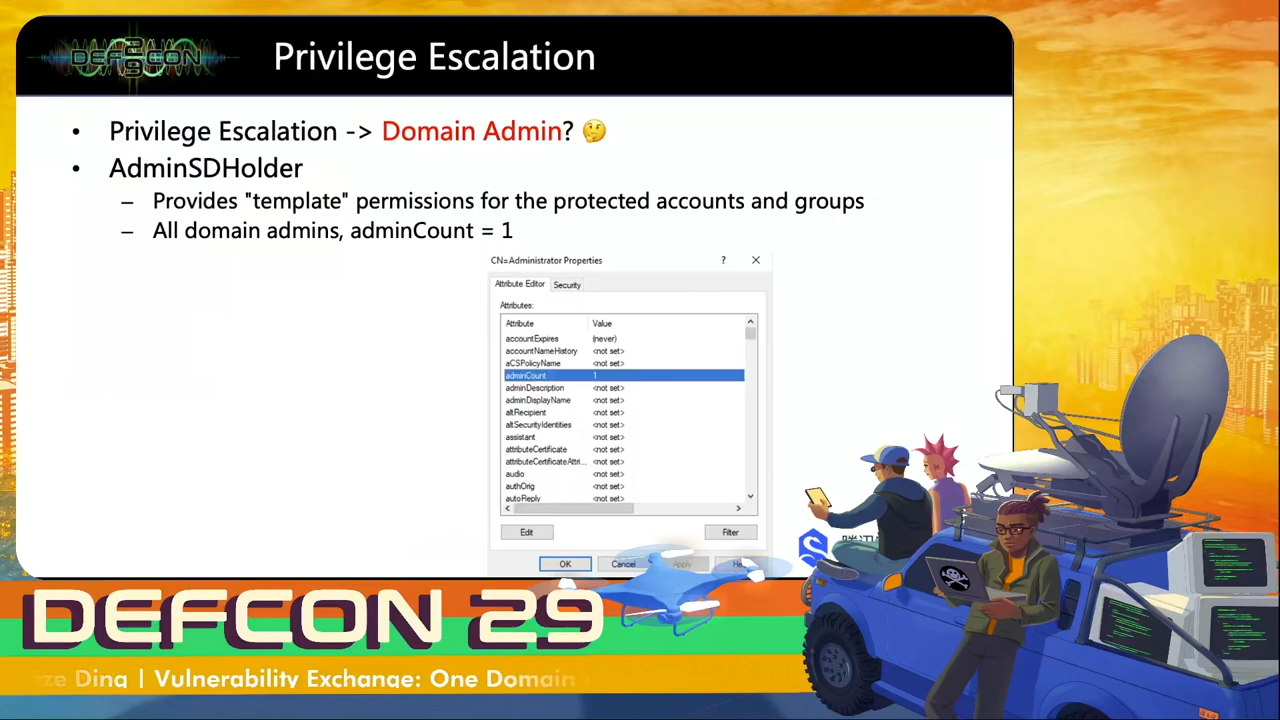 DEFCON
29
Privilege Escalation
• Privilege Escalation -> Domain Admin? 🤔
• AdminSDHolder
– Provides "template" permissions for the protected accounts and groups
– All domain admins, adminCount = 1
CN=Administrator Properties ? ×
Attribute Editor Security
Attributes:
Attribute Value
accountExpires (never)
accountNameHistory <not set>
aCSPolicyName <not set>
adminCount 1
adminDescription <not set>
adminDisplayName <not set>
altRecipient <not set>
altSecurityIdentities <not set>
assistant <not set>
attributeCertificate <not set>
attributeCertificateAttri... <not set>
audio <not set>
authOrig <not set>
autoReply <not set>
Edit Filter
OK Cancel Apply
DEFCON 29
Ding | Vulnerability Exchange: One Domain